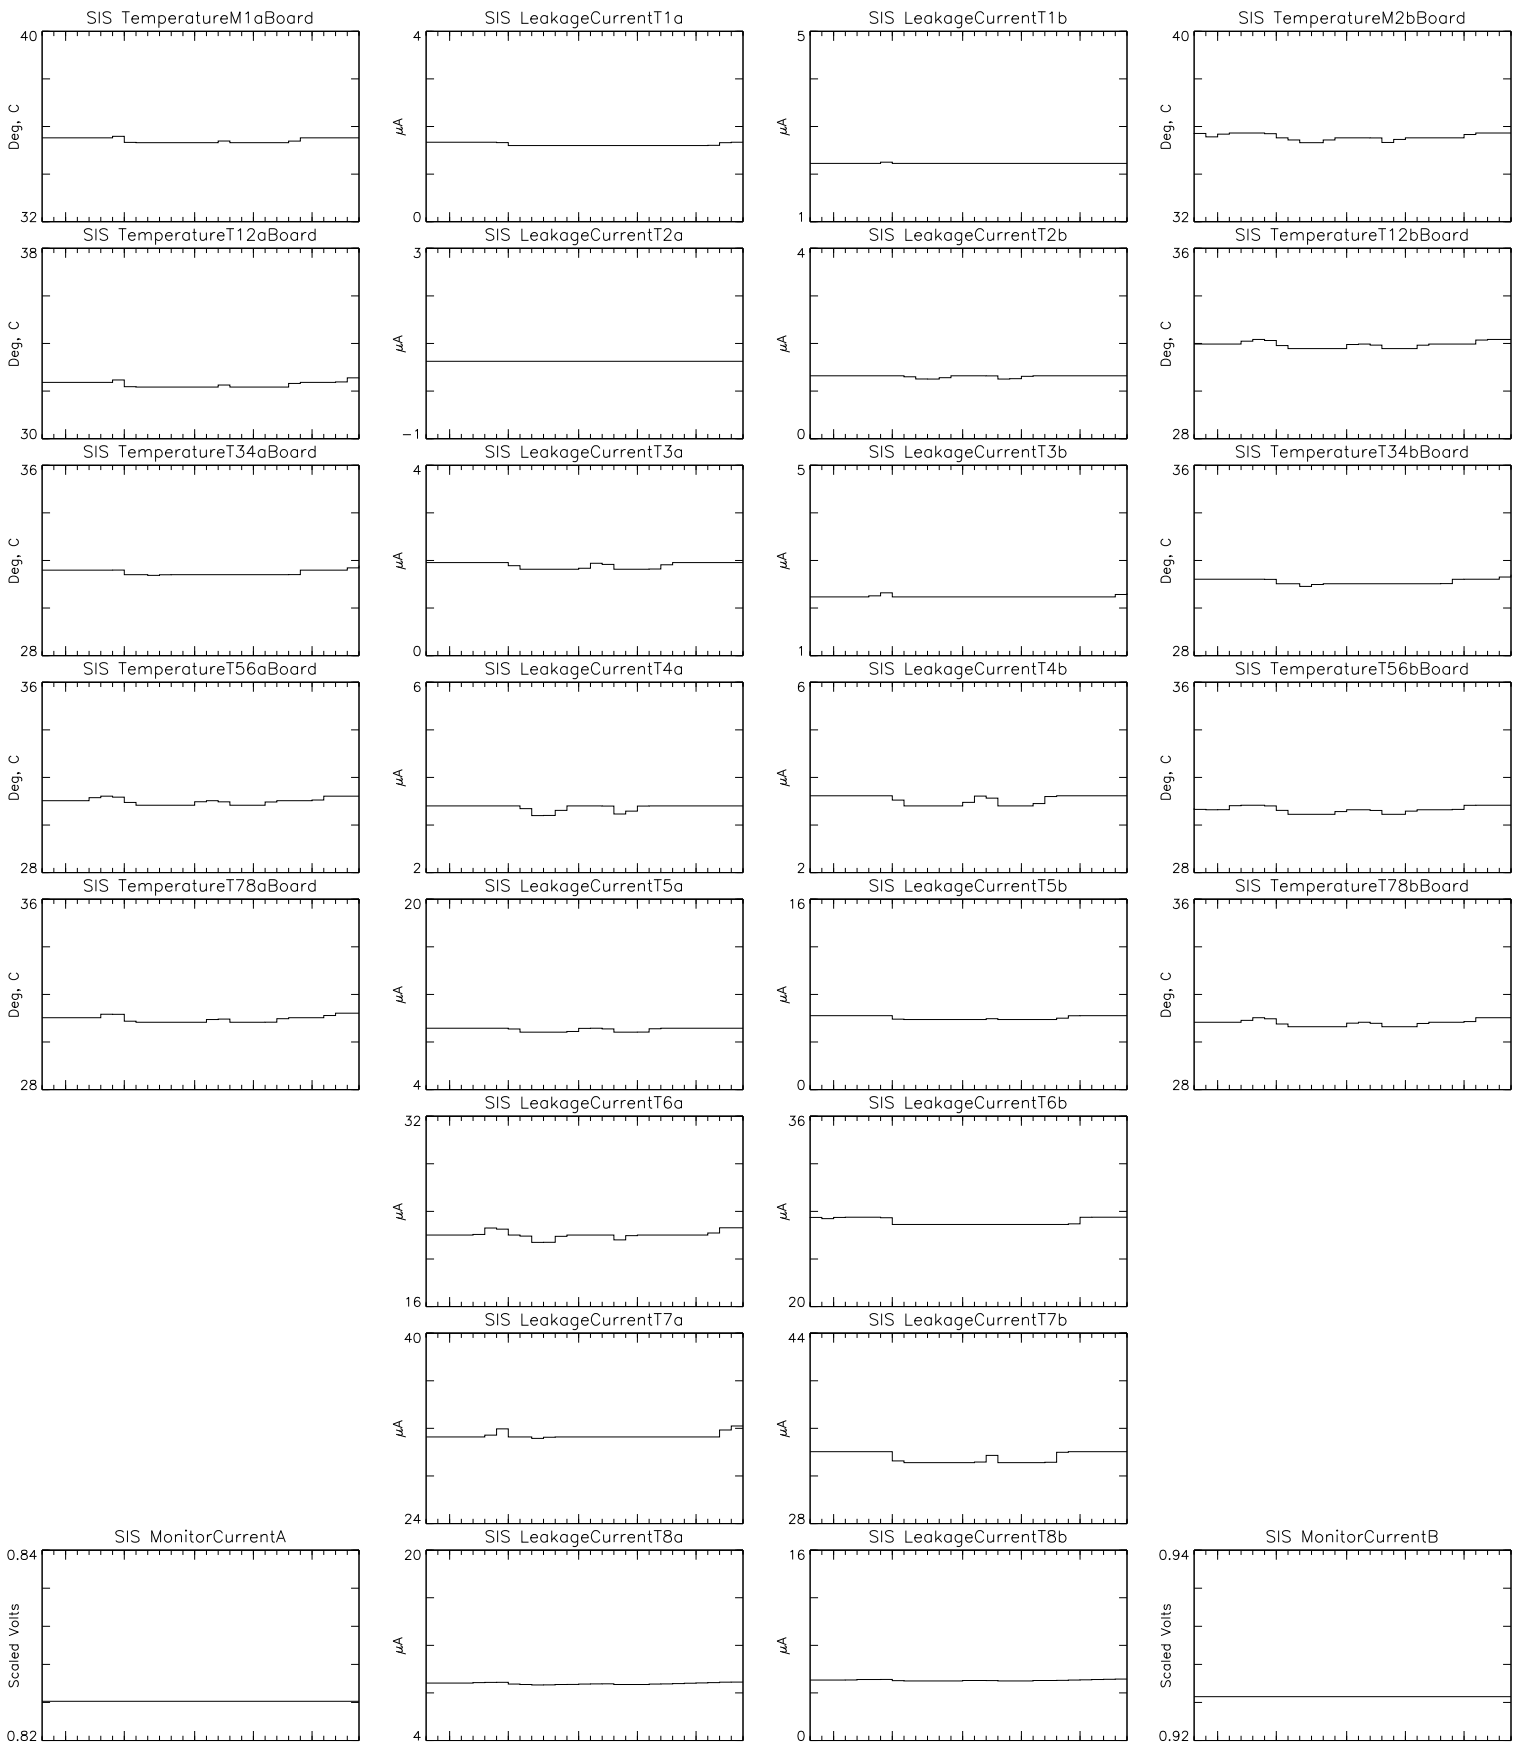 SIS TemperatureM1aBoard
40
Deg, C
32
SIS LeakageCurrentT1a
4
µA
0
SIS LeakageCurrentT1b
5
µA
1
SIS TemperatureM2bBoard
40
Deg, C
32
SIS TemperatureT12aBoard
38
Deg, C
30
SIS LeakageCurrentT2a
3
µA
−1
SIS LeakageCurrentT2b
4
µA
0
SIS TemperatureT12bBoard
36
Deg, C
28
SIS TemperatureT34aBoard
36
Deg, C
28
SIS LeakageCurrentT3a
4
µA
0
SIS LeakageCurrentT3b
5
µA
1
SIS TemperatureT34bBoard
36
Deg, C
28
SIS TemperatureT56aBoard
36
Deg, C
28
SIS LeakageCurrentT4a
6
µA
2
SIS LeakageCurrentT4b
6
µA
2
SIS TemperatureT56bBoard
36
Deg, C
28
SIS TemperatureT78aBoard
36
Deg, C
28
SIS LeakageCurrentT5a
20
µA
4
SIS LeakageCurrentT5b
16
µA
0
SIS TemperatureT78bBoard
36
Deg, C
28
SIS LeakageCurrentT6a
32
µA
16
SIS LeakageCurrentT6b
36
µA
20
SIS LeakageCurrentT7a
40
µA
24
SIS LeakageCurrentT7b
44
µA
28
SIS MonitorCurrentA
0.84
Scaled Volts
0.82
SIS LeakageCurrentT8a
20
µA
4
SIS LeakageCurrentT8b
16
µA
0
SIS MonitorCurrentB
0.94
Scaled Volts
0.92